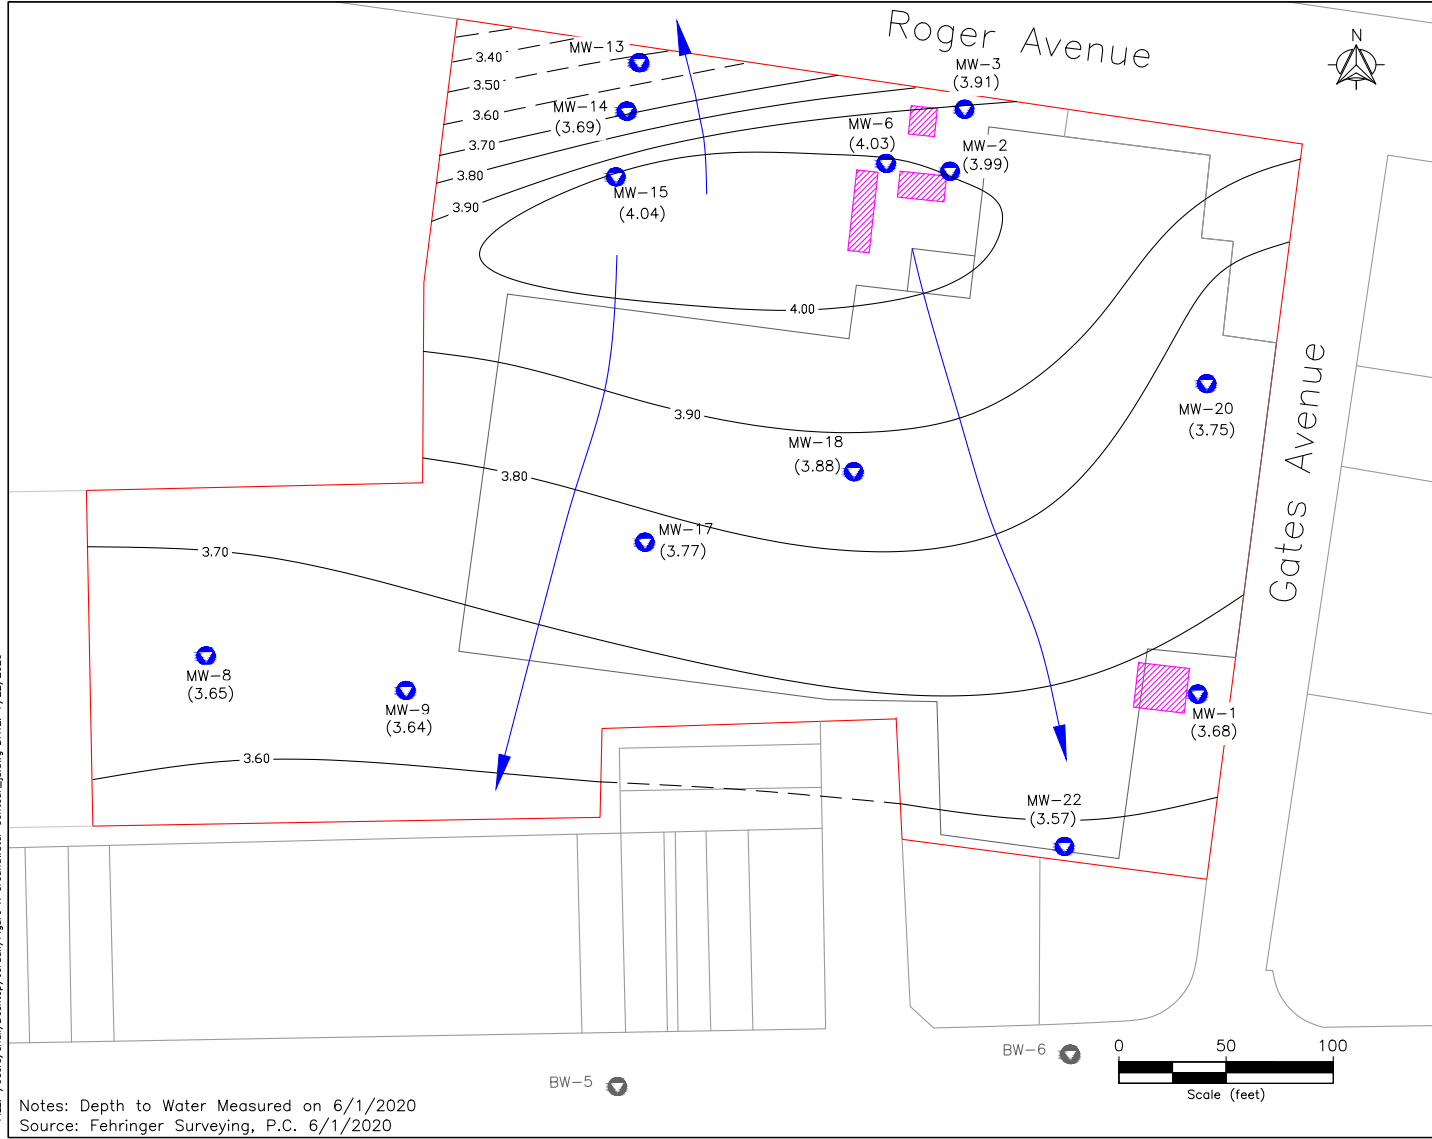 Roger Avenue
N
MW-13
MW-3
(3.91)
3.40
3.50
3.60
3.70
3.80
3.90
MW-14
(3.69)
MW-6
(4.03)
MW-2
(3.99)
MW-15
(4.04)
4.00
Gates Avenue
MW-20
(3.75)
3.90
MW-18
(3.88)
3.80
MW-17
(3.77)
3.70
MW-8
(3.65)
MW-9
(3.64)
MW-1
(3.68)
3.60
MW-22
(3.57)
BW-6
BW-5
0 50 100
Scale (feet)
Notes: Depth to Water Measured on 6/1/2020
Source: Fehringer Surveying, P.C. 6/1/2020